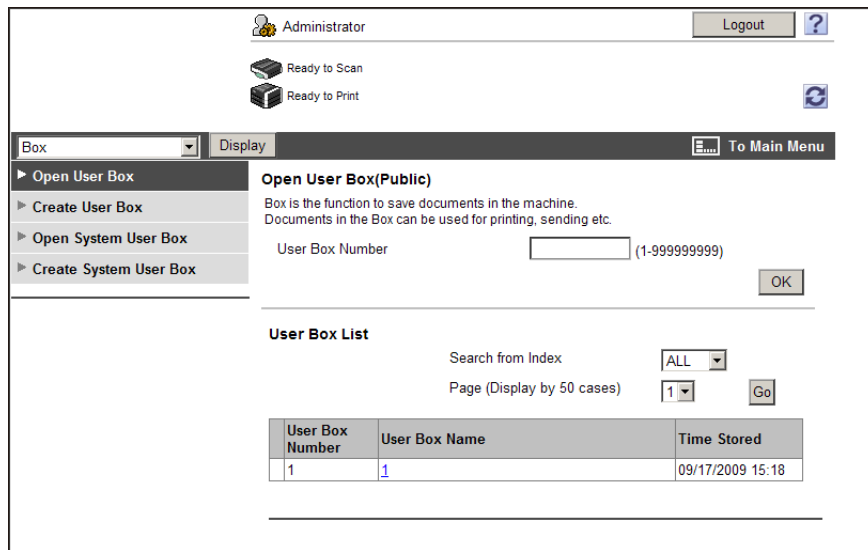 Administrator
Logout
?
Ready to Scan
Ready to Print
Box
Display
To Main Menu
Open User Box
Create User Box
Open System User Box
Create System User Box
Open User Box(Public)
Box is the function to save documents in the machine.
Documents in the Box can be used for printing, sending etc.
User Box Number (1-999999999)
OK
User Box List
Search from Index ALL
Page (Display by 50 cases) 1 Go
User Box Number User Box Name Time Stored
1 1 09/17/2009 15:18